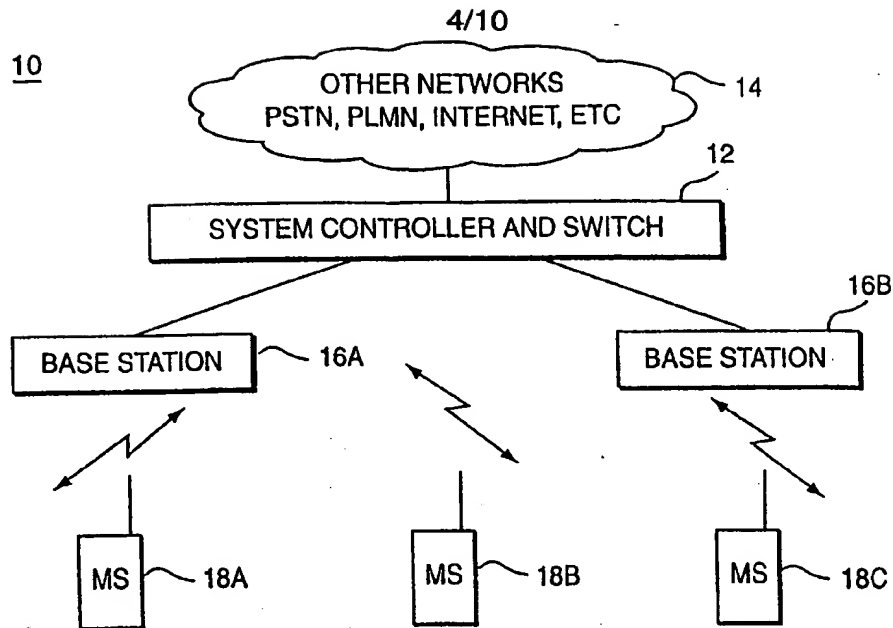 4/10
10
OTHER NETWORKS
PSTN, PLMN, INTERNET, ETC
14
12
SYSTEM CONTROLLER AND SWITCH
16B
BASE STATION
16A
BASE STATION
MS
18A
MS
18B
MS
18C